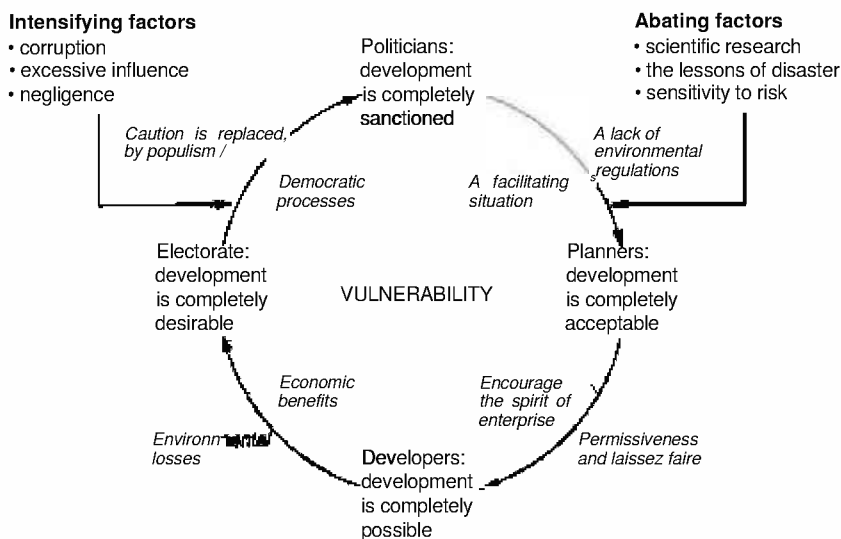 Intensifying factors
• corruption
• excessive influence
• negligence
Abating factors
• scientific research
• the lessons of disaster
• sensitivity to risk
Politicians:
development
is completely
sanctioned
Caution is replaced,
by populism /
Democratic
processes
A lack of
environmental
regulations
A facilitating
situation
Electorate:
development
is completely
desirable
VULNERABILITY
Planners:
development
is completely
acceptable
Economic
benefits
Encourage
the spirit of
enterprise
losses
Permissiveness
and laissez faire
Developers:
development
is completely
possible